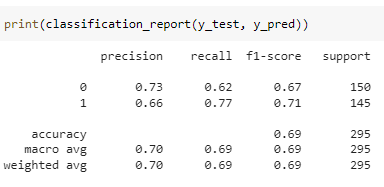 print(classification_report(y_test, y_pred))
precision recall f1-score support
0 0.73 0.62 0.67 150
1 0.66 0.77 0.71 145
accuracy 0.69 295
macro avg 0.70 0.69 0.69 295
weighted avg 0.70 0.69 0.69 295